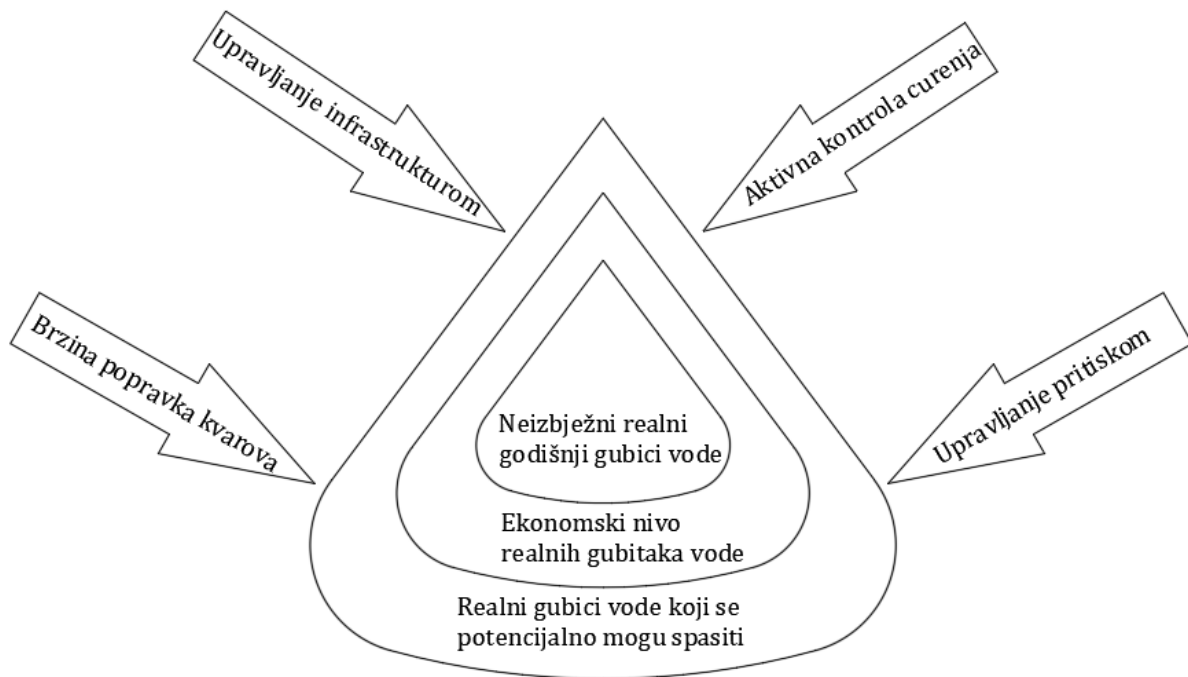 Upravljanje infrastrukturom
Aktivna kontrola curenja
Brzina popravka kvarova
Upravljanje pritiskom
Neizbježni realni
godišnji gubici vode
Ekonomski nivo
realnih gubitaka vode
Realni gubici vode koji se
potencijalno mogu spasiti